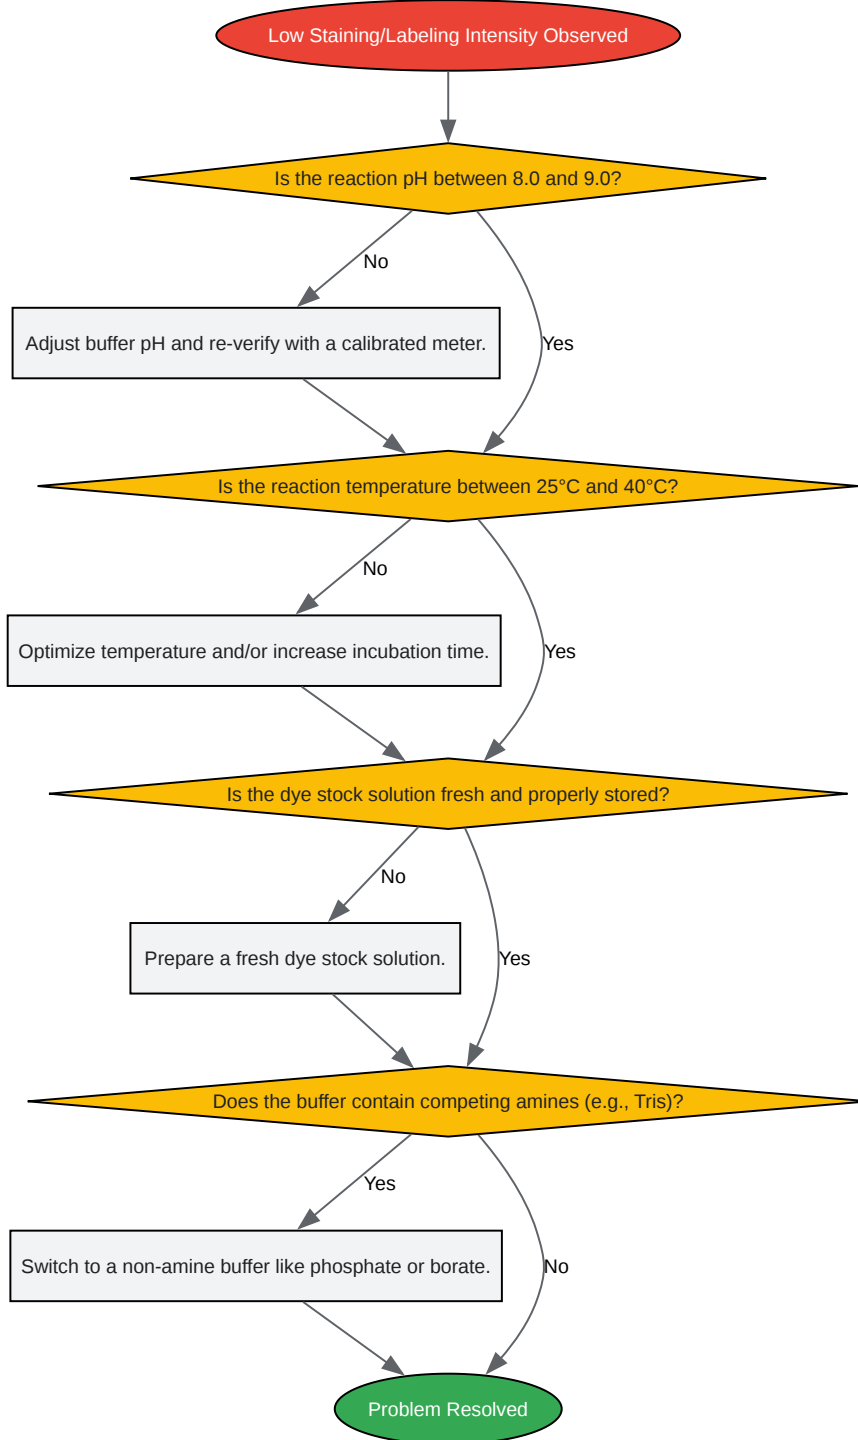 Low Staining/Labeling Intensity Observed
Is the reaction pH between 8.0 and 9.0?
No
Adjust buffer pH and re-verify with a calibrated meter.
Yes
Is the reaction temperature between 25°C and 40°C?
No
Optimize temperature and/or increase incubation time.
Yes
Is the dye stock solution fresh and properly stored?
No
Prepare a fresh dye stock solution.
Yes
Does the buffer contain competing amines (e.g., Tris)?
Yes
Switch to a non-amine buffer like phosphate or borate.
No
Problem Resolved